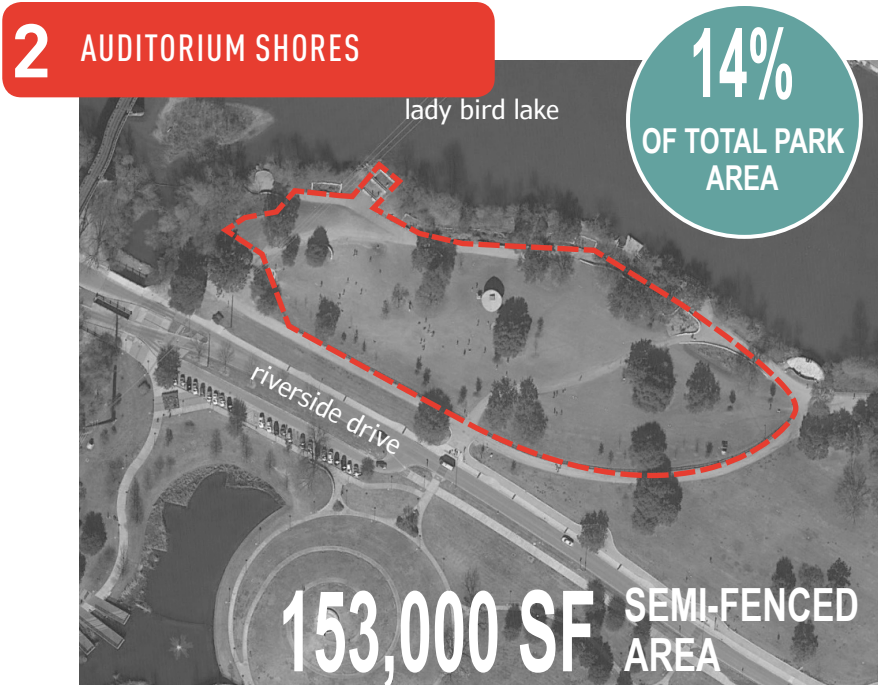 2 AUDITORIUM SHORES
14%
OF TOTAL PARK
AREA
lady bird lake
riverside drive
153,000 SF SEMI-FENCED
AREA